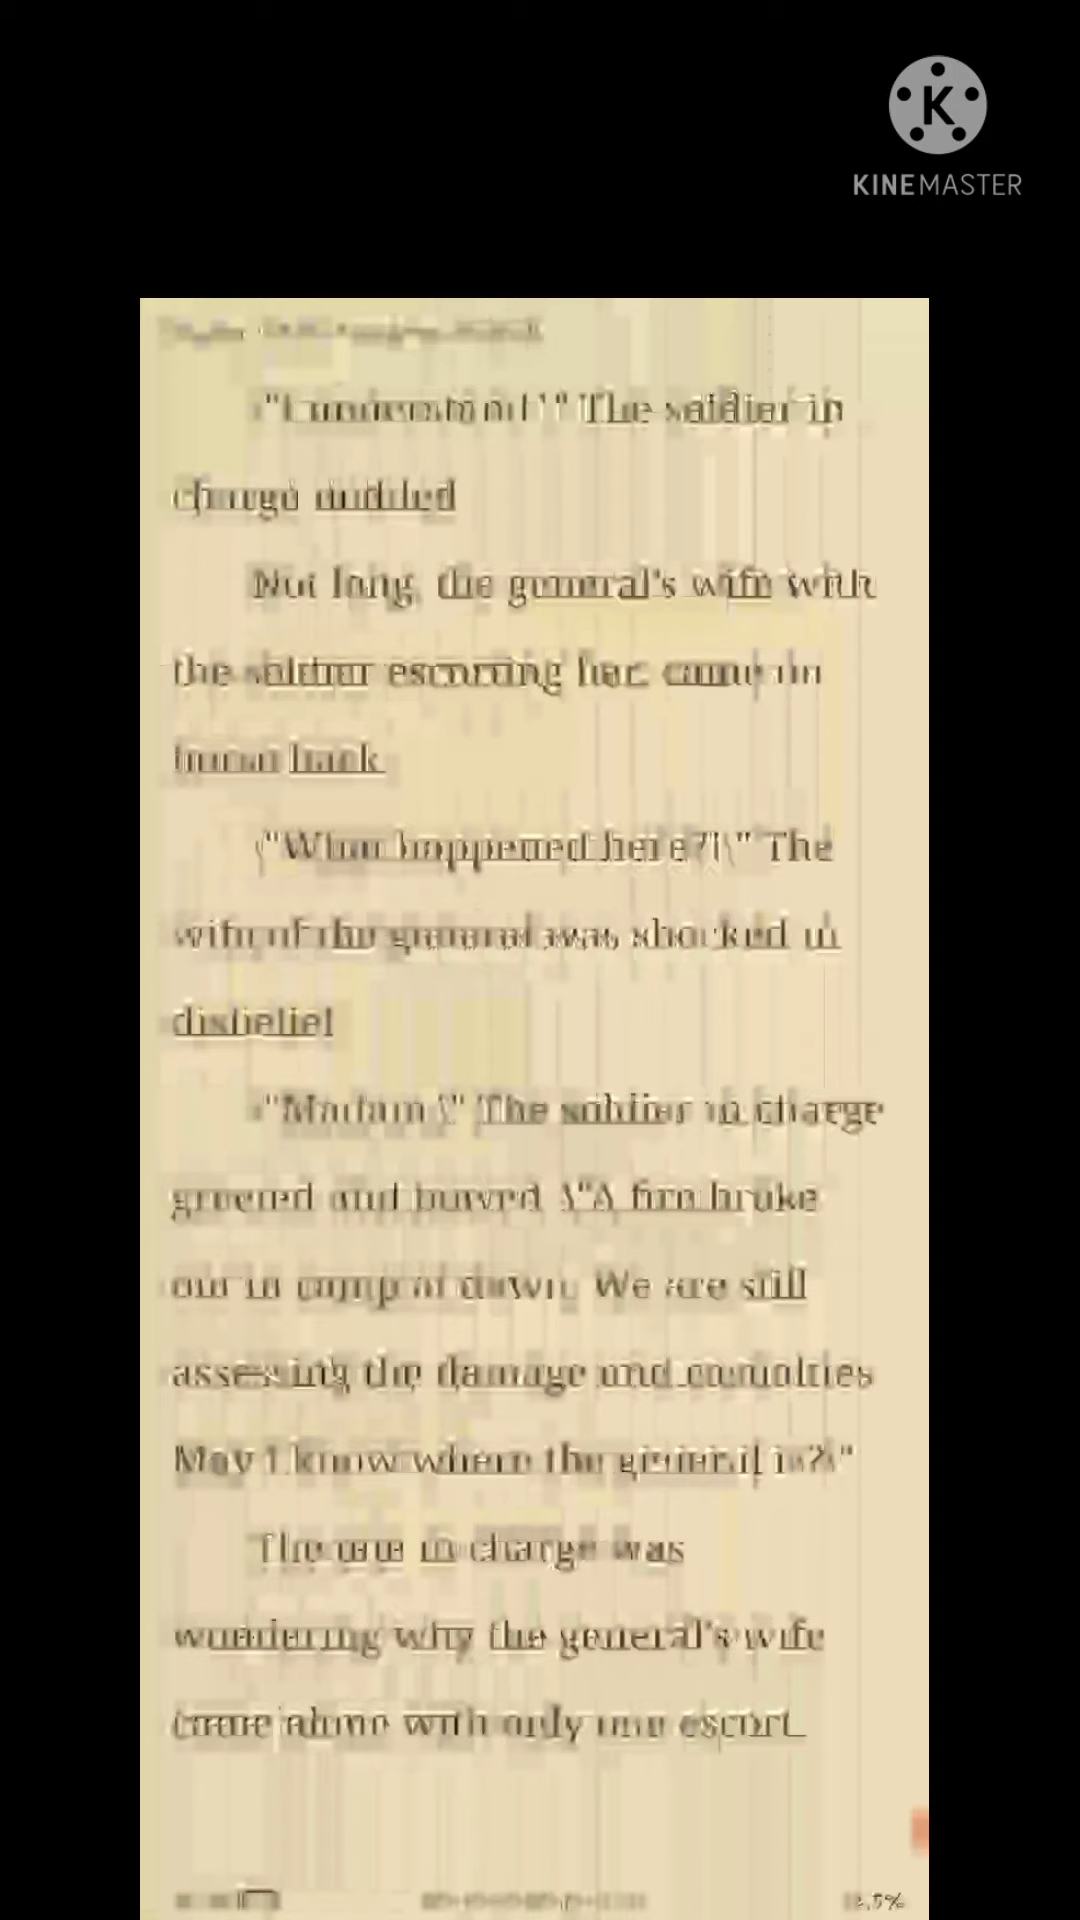 KINEMASTER
\"I understand!\" The soldier in
charge nodded
Not long, the general's wife with
the soldier escorting her, came on
horse back
\"What happened here?!\" The
wife of the general was shocked in
disbelief
\"Madam\" The soldier in charge
greeted and bowed \"A fire broke
out in camp at dawn. We are still
assessing the damage and casualties
May I know where the general is?\"
The one in charge was
wondering why the general's wife
came alone with only one escort.